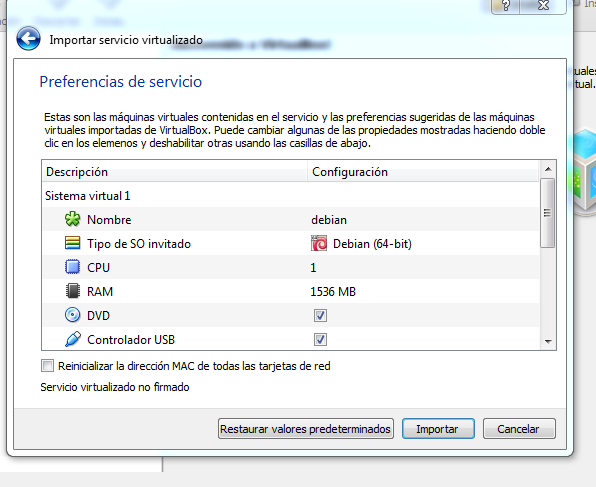 Importar servicio virtualizado
Preferencias de servicio
Estas son las máquinas virtuales contenidas en el servicio y las preferencias sugeridas de las máquinas
virtuales importadas de VirtualBox. Puede cambiar algunas de las propiedades mostradas haciendo doble
clic en los elemenos y deshabilitar otras usando las casillas de abajo.
Descripción Configuración
Sistema virtual 1
Nombre debian
Tipo de SO invitado Debian (64-bit)
CPU 1
RAM 1536 MB
DVD
Controlador USB
Reinicializar la dirección MAC de todas las tarjetas de red
Servicio virtualizado no firmado
Restaurar valores predeterminados Importar Cancelar